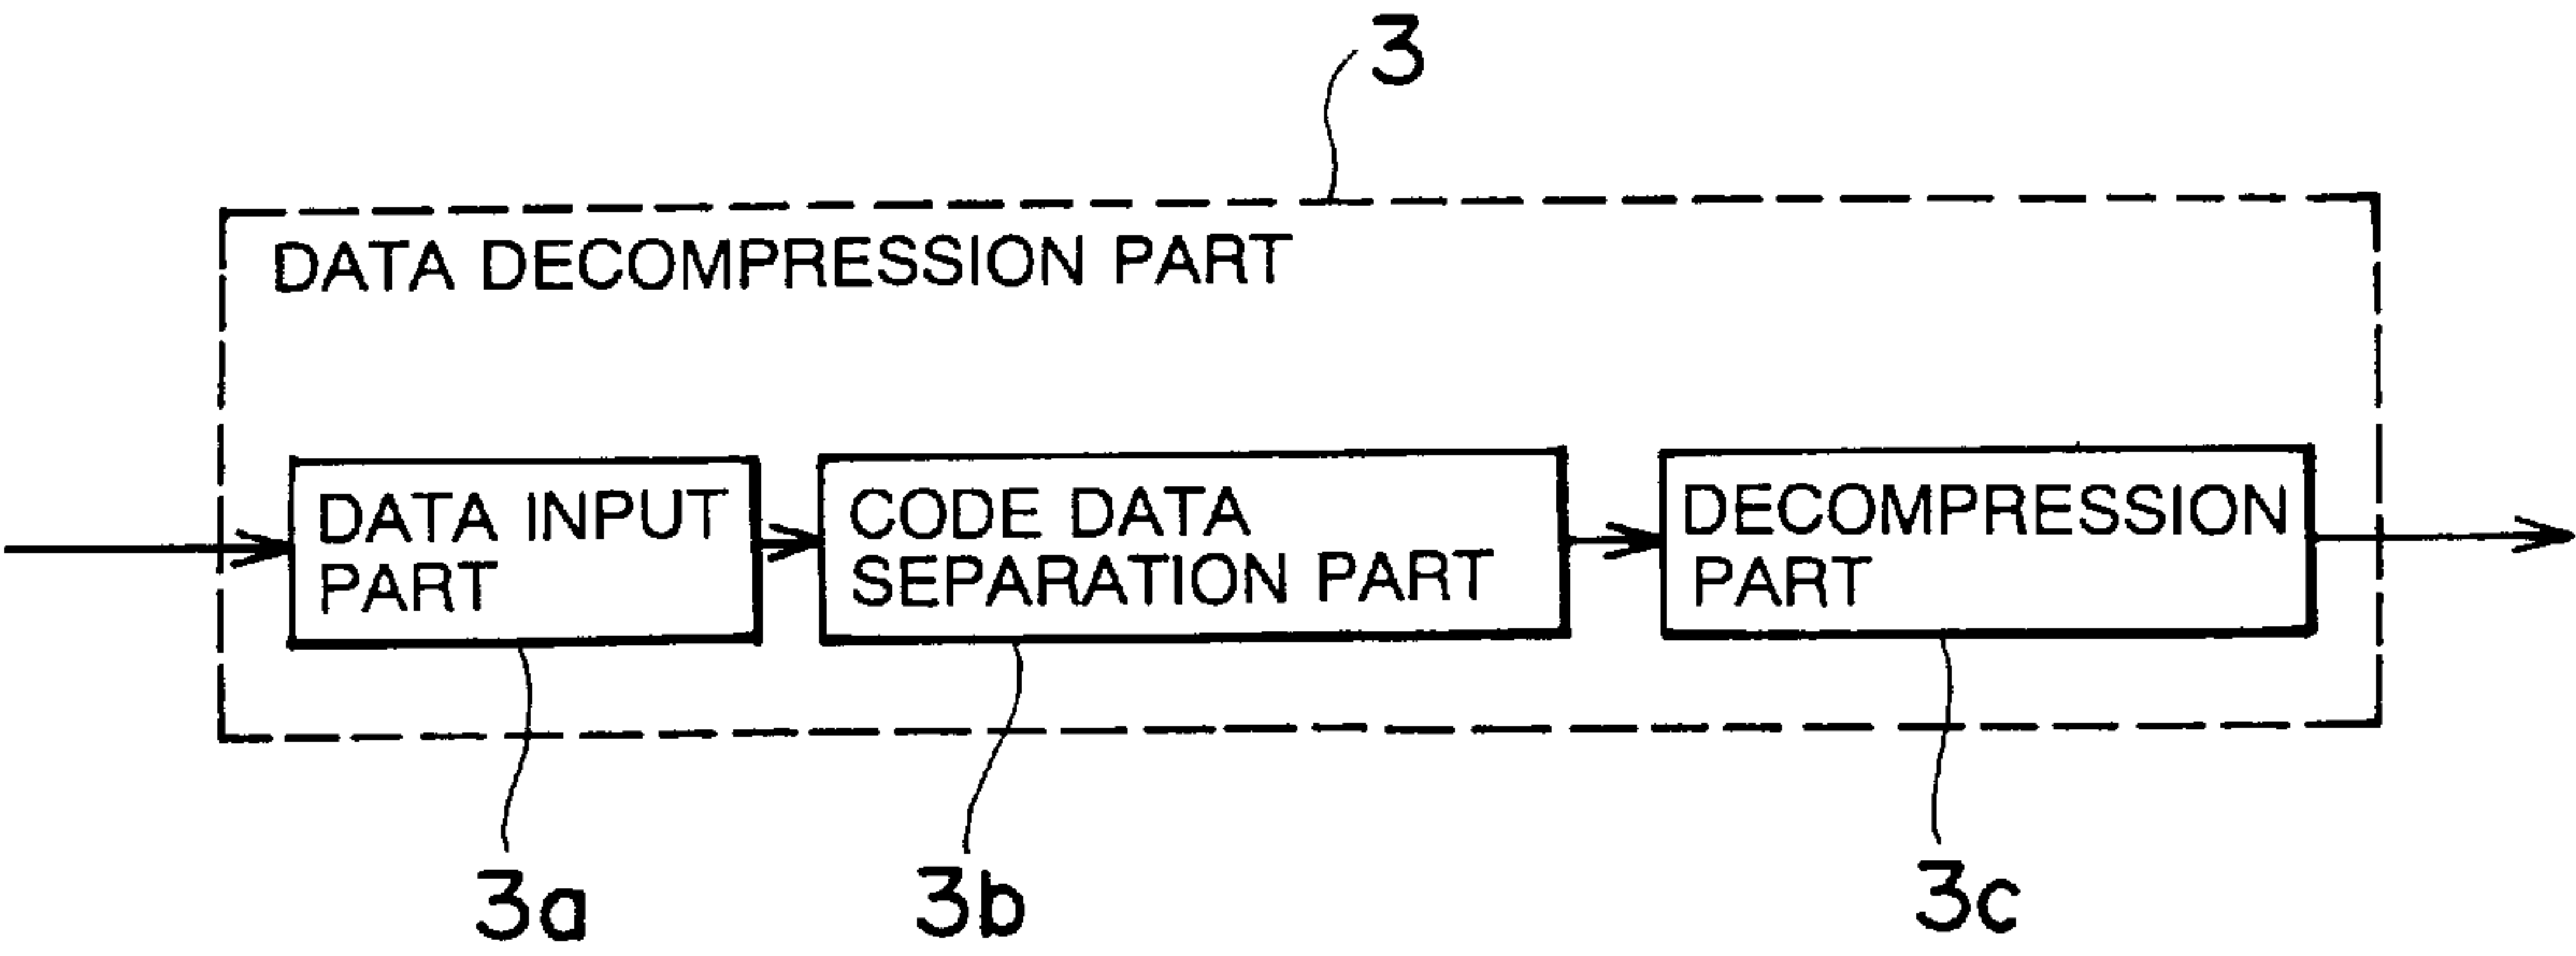 3
DATA DECOMPRESSION PART
DATA INPUT
PART
CODE DATA
SEPARATION PART
DECOMPRESSION
PART
3a
3b
3c